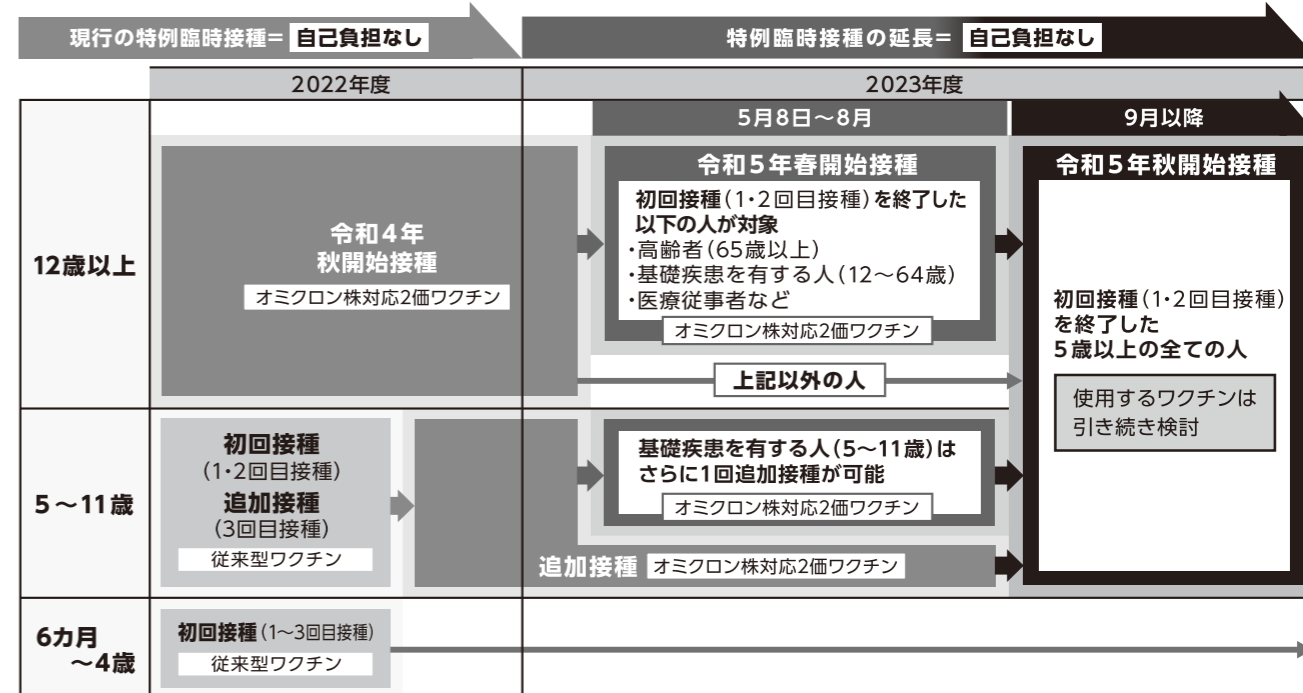 現行の特例臨時接種= 自己負担なし
特例臨時接種の延長= 自己負担なし
2022年度
2023年度
5月8日～8月
9月以降
12歳以上
令和4年
秋開始接種
オミクロン株対応2価ワクチン
令和5年春開始接種
初回接種(1・2回目接種)を終了した
以下の人が対象
・高齢者(65歳以上)
・基礎疾患を有する人(12～64歳)
・医療従事者など
オミクロン株対応2価ワクチン
上記以外の人
令和5年秋開始接種
初回接種(1・2回目接種)
を終了した
5歳以上の全ての人
使用するワクチンは
引き続き検討
5～11歳
初回接種
(1・2回目接種)
追加接種
(3回目接種)
従来型ワクチン
基礎疾患を有する人(5～11歳)は
さらに1回追加接種が可能
オミクロン株対応2価ワクチン
追加接種 オミクロン株対応2価ワクチン
6カ月
～4歳
初回接種(1～3回目接種)
従来型ワクチン